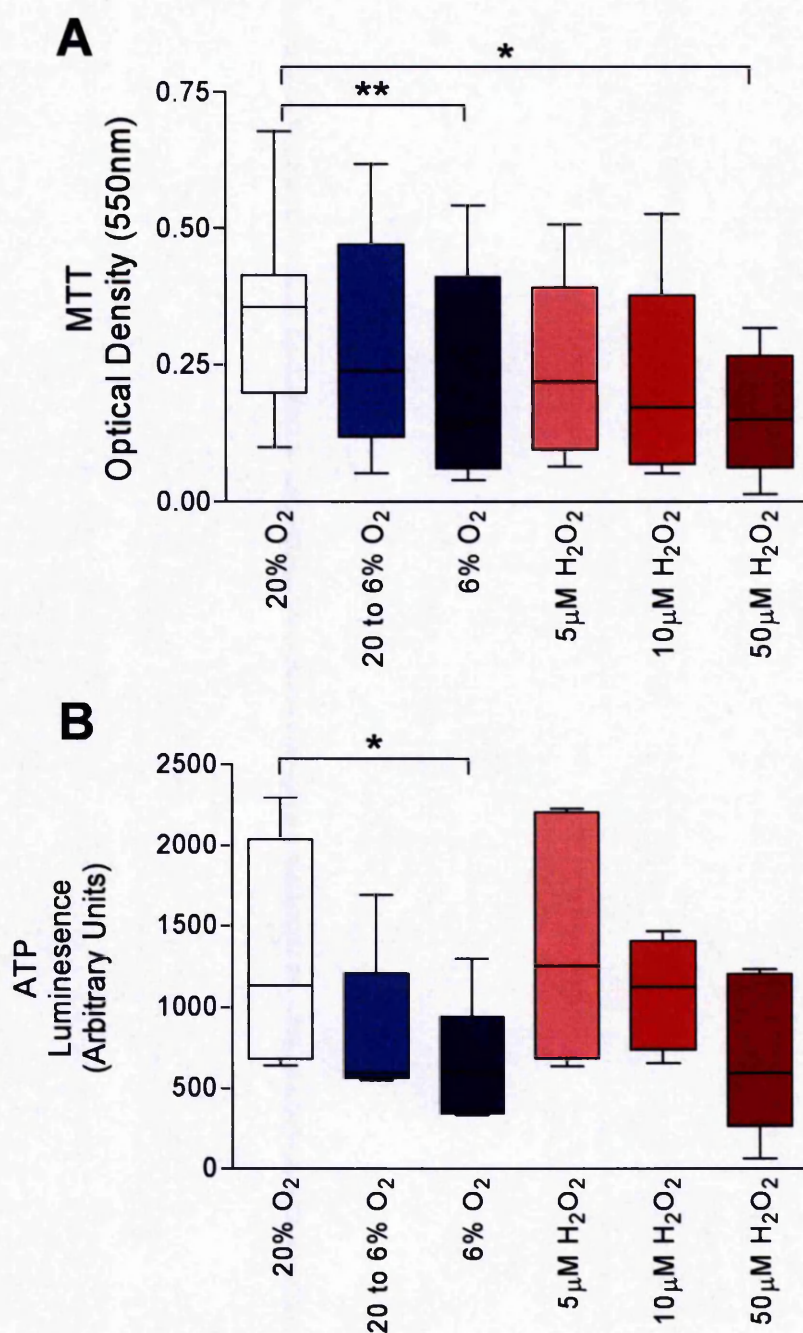 A
*
**
0.75
0.50
0.25
0.00
MTT
Optical Density (550nm)
20% O₂
20 to 6% O₂
6% O₂
5μM H₂O₂
10μM H₂O₂
50μM H₂O₂
B
*
2500
2000
1500
1000
500
0
ATP
Luminesence
(Arbitrary Units)
20% O₂
20 to 6% O₂
6% O₂
5μM H₂O₂
10μM H₂O₂
50μM H₂O₂